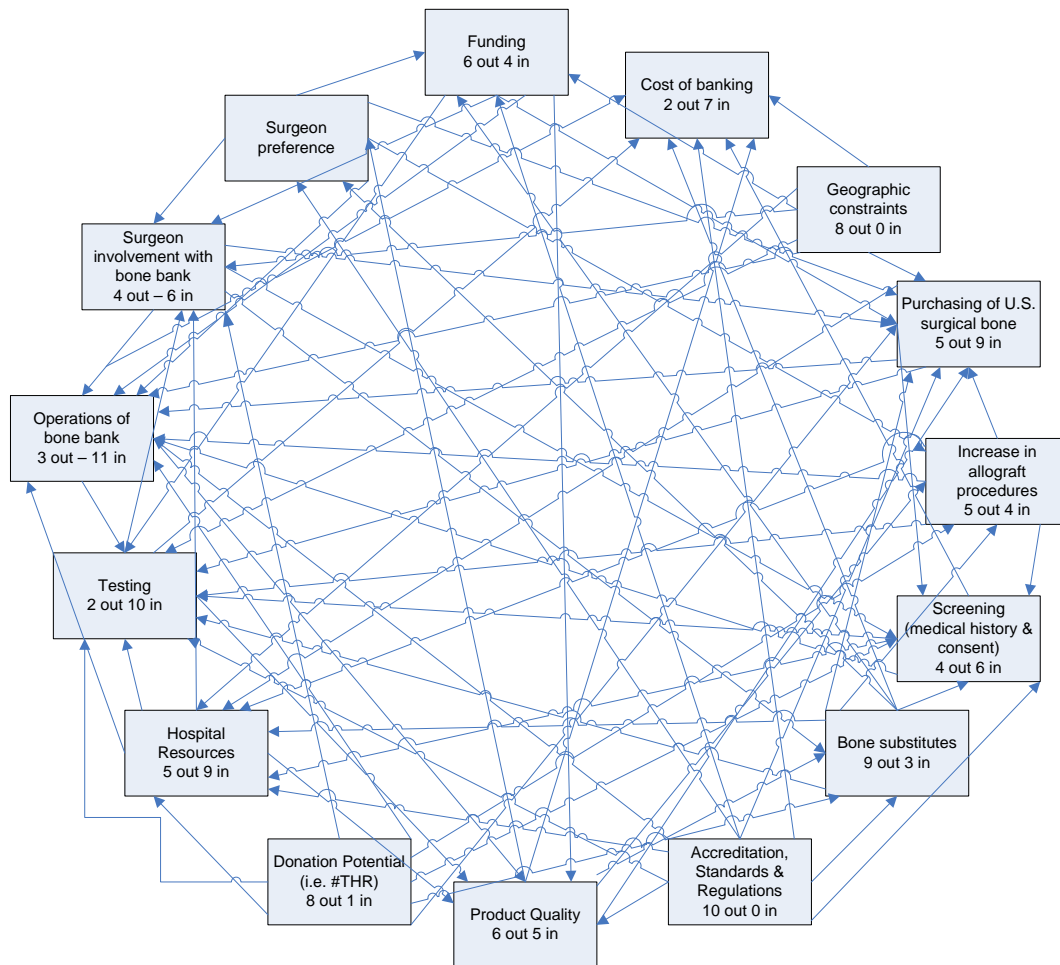 Funding
6 out 4 in
Cost of banking
2 out 7 in
Surgeon
preference
Geographic
constraints
8 out 0 in
Surgeon
involvement with
bone bank
4 out – 6 in
Purchasing of U.S.
surgical bone
5 out 9 in
Operations of
bone bank
3 out – 11 in
Increase in
allograft
procedures
5 out 4 in
Testing
2 out 10 in
Screening
(medical history &
consent)
4 out 6 in
Hospital
Resources
5 out 9 in
Bone substitutes
9 out 3 in
Donation Potential
(i.e. #THR)
8 out 1 in
Accreditation,
Standards &
Regulations
10 out 0 in
Product Quality
6 out 5 in